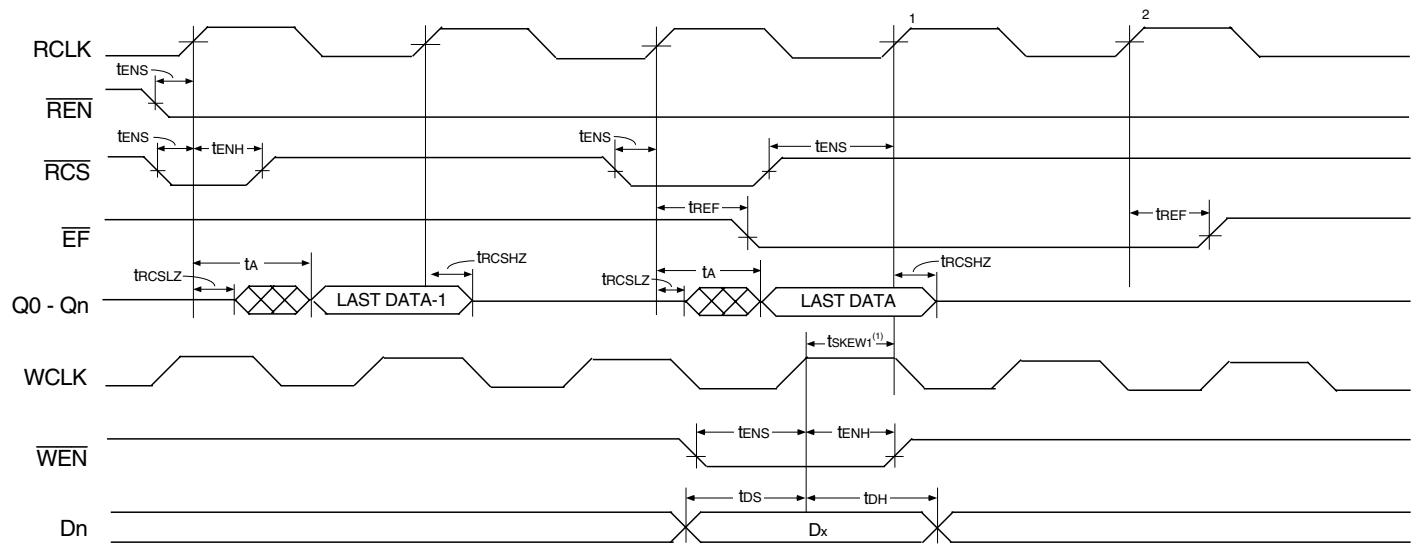 1 2
RCLK
tENS
REN
tENS tENH tENS tENS
RCS
tREF tREF
EF
tA tRCSHZ tA tRCSHZ
tRCSLZ tRCSLZ
Q0 - Qn LAST DATA-1 LAST DATA
tSKEW1(1)
WCLK
tENS tENH
WEN
tDS tDH
Dn Dx